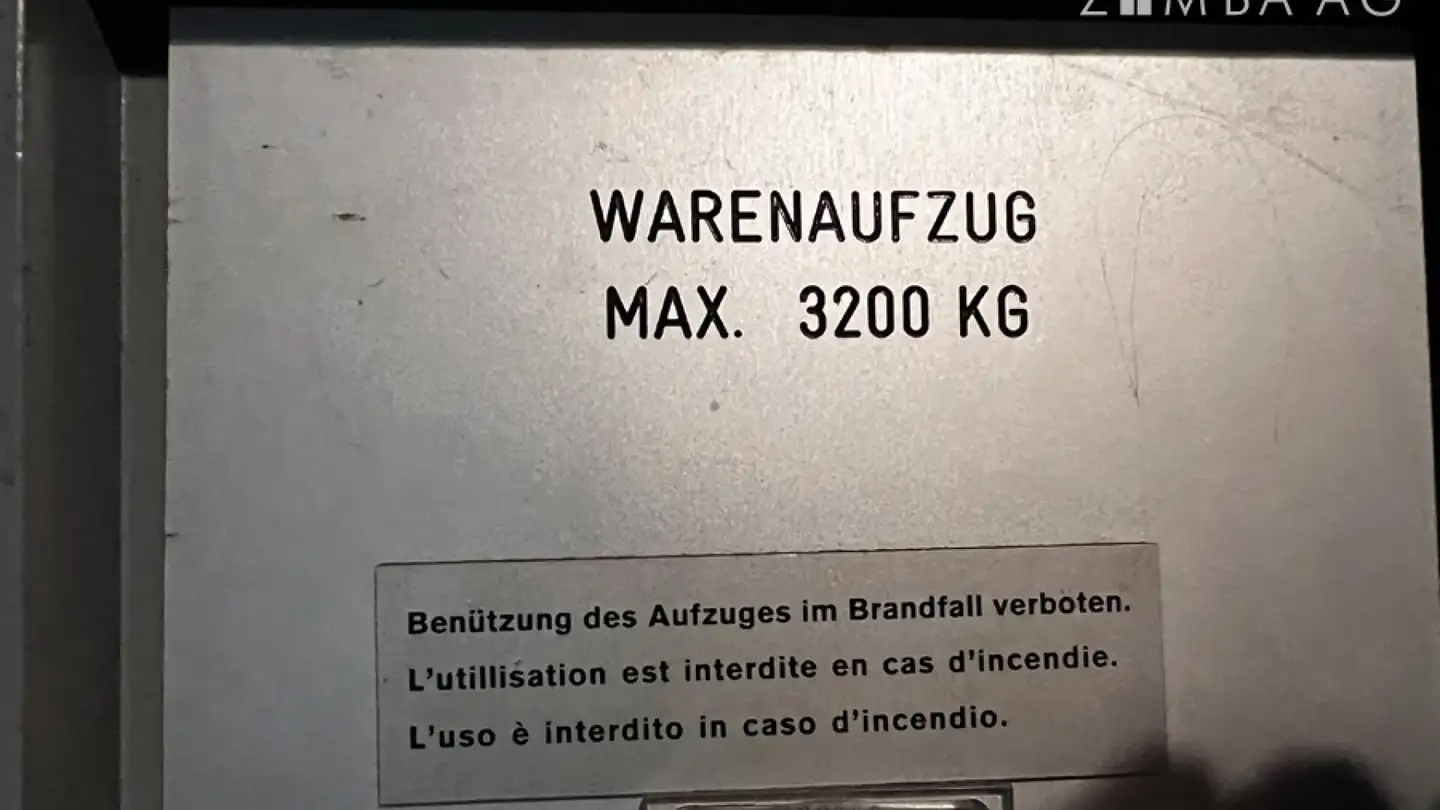 WARENAUFZUG
MAX. 3200 KG
Benützung des Aufzuges im Brandfall verboten.
L'utillisation est interdite en cas d'incendie.
L'uso è interdito in caso d'incendio.